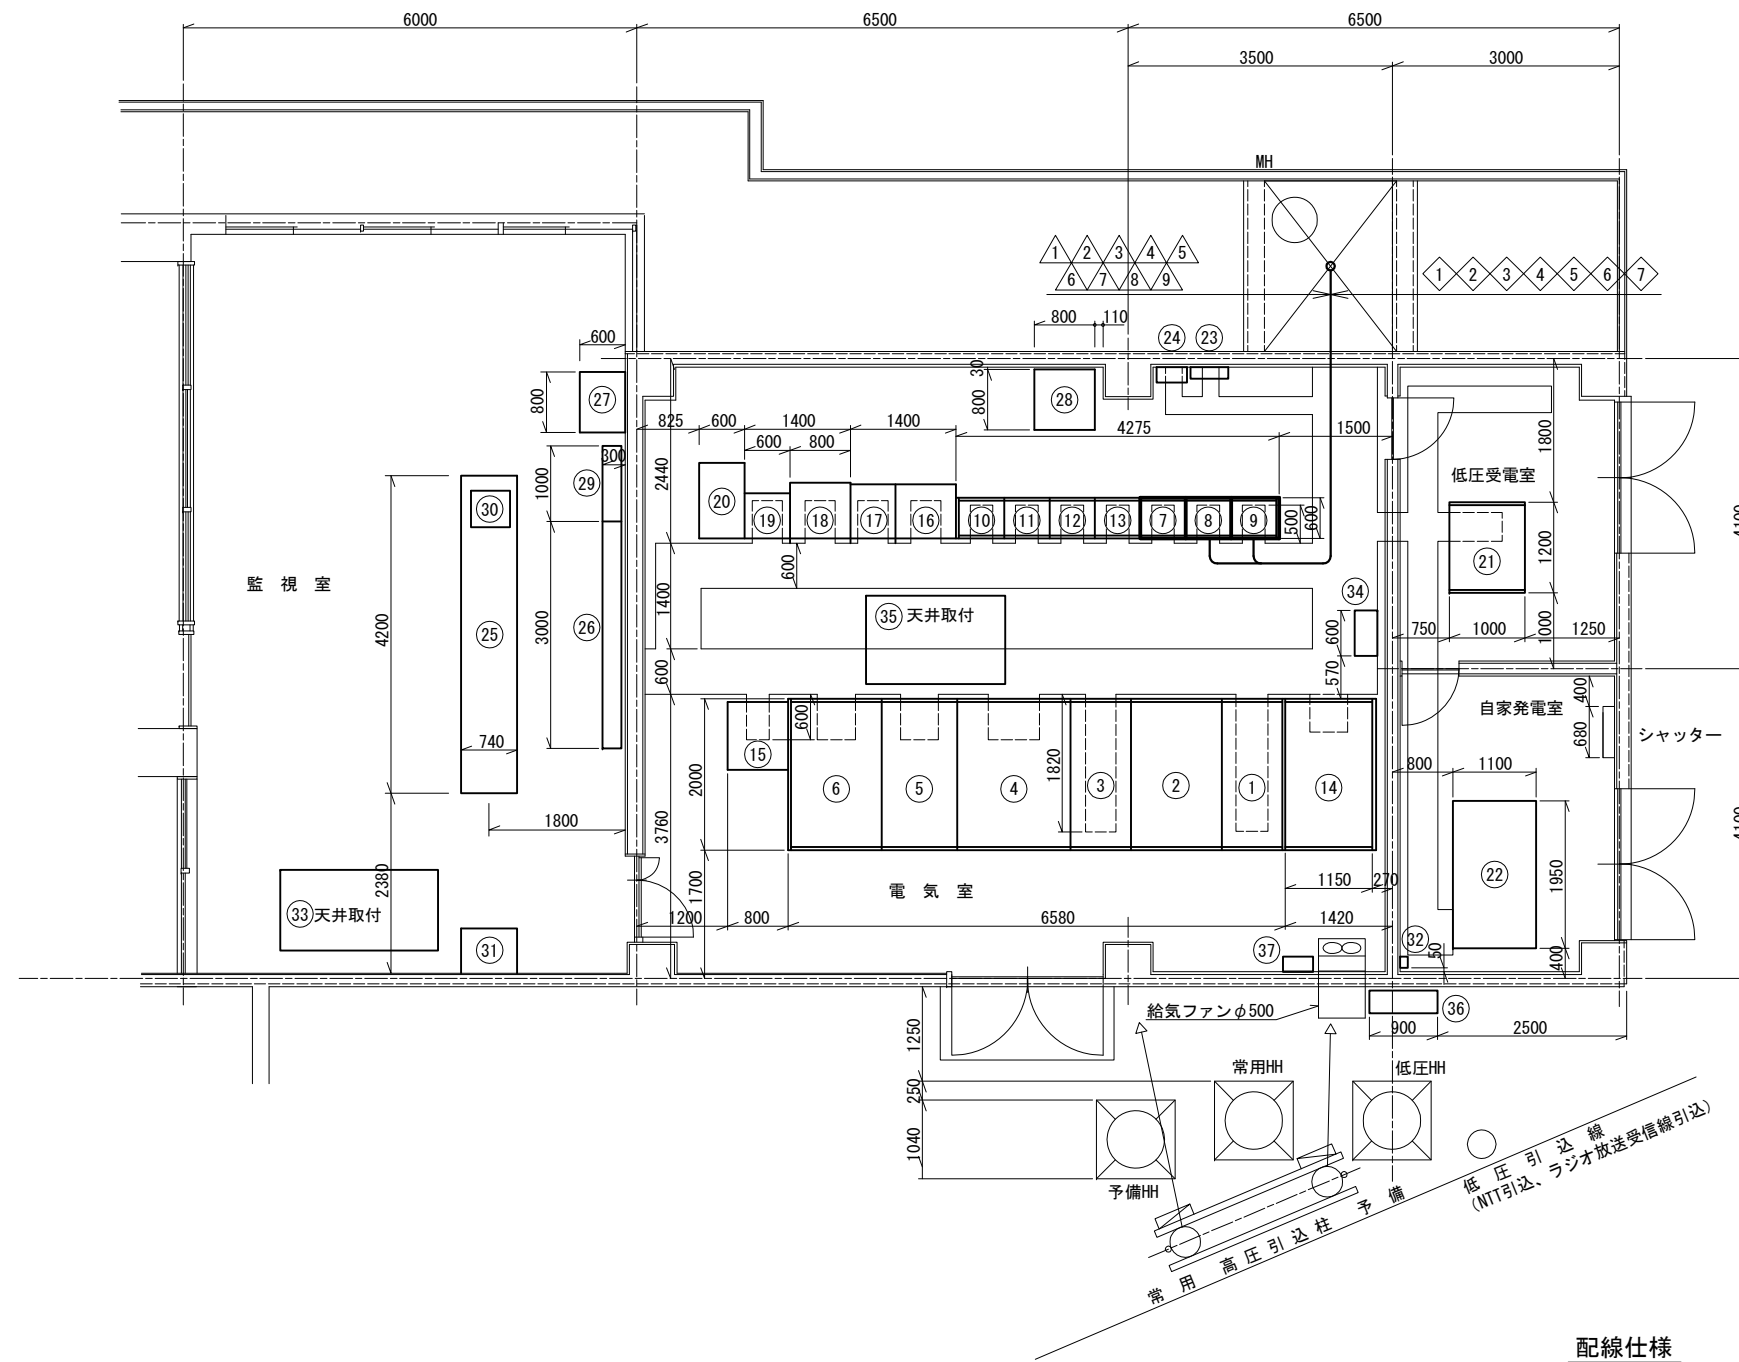 6000 6500 6500
3500 3000
MH
1 2 3 4 5
6 7 8 9
1 2 3 4 5 6 7
800 110
24 23
600
27
800
30
800
28
825 600 1400 1400
600 800
4275 1500
1800
低圧受電室
4100
300
29
1000
2440
20
19 18 17 16 10 11 12 13 7 8 9
500
600
30
1200
21
監視室
4200
25
3000
26
600
1400
35 天井取付
34
600
570
750 1000 1250
1000
600
400
自家発電室
680
シャッター
740
600
15
1820
800 1100
2000
6 5 4 3 2 1 14
3760
1800
4100
2380
1700
電気室
1150 270
22
1950
33 天井取付
1200 800 6580 1420
31
37
32
50
400
給気ファンφ500
36
900 2500
1250
250
1040
常用HH
低圧HH
予備HH
低圧引込線
(NTT引込、ラジオ放送受信線引込)
常用 高圧引込柱 予備
配線仕様